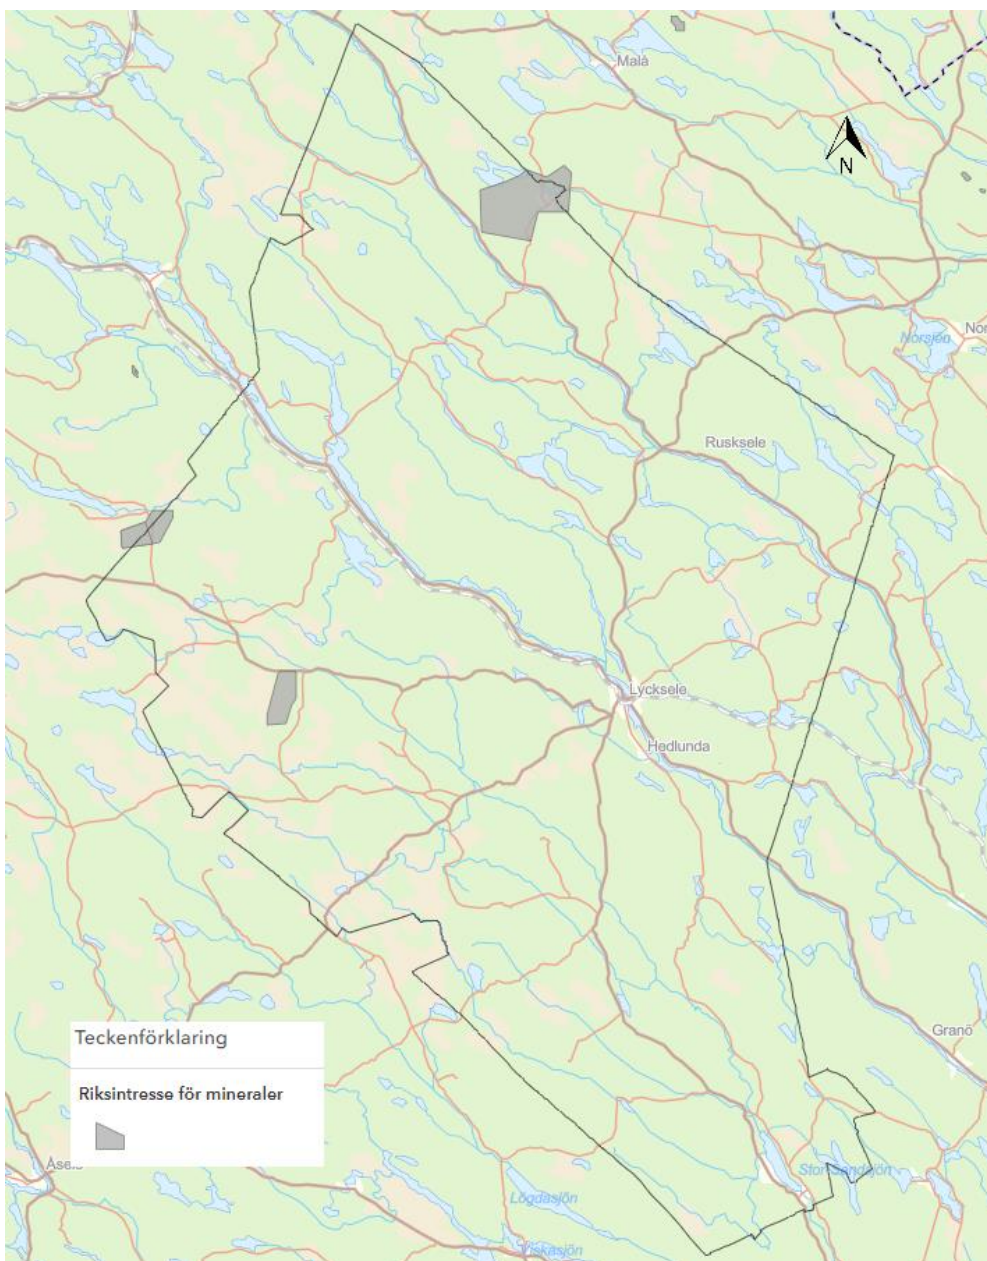 Malå
N
Norsjön
Nor
Rusksele
Lycksele
Hedlunda
Granö
Teckenförklaring
Riksintresse för mineraler
Åsele
Stor-Sandsjön
Lögdasjön
Viskasjön